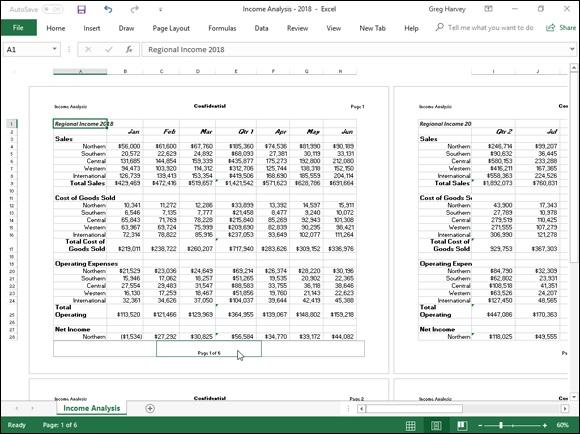 AutoSave Off Income Analysis - 2018 - Excel Greg Harvey
File Home Insert Draw Page Layout Formulas Data Review View New Tab Help Tell me what you want to do Share
A1 fx Regional Income 2018
A B C D E F G H I J
Income Analysis Confidential Page 1 Income Analysis
1 Regional Income 2018 Regional Income 20
2 Jan Feb Mar Qtr 1 Apr May Jun Qtr 2 Jul
3 Sales Sales
4 Northern $56,000 $61,600 $67,760 $185,360 $74,536 $81,990 $90,189 Northern $246,714 $99,207
5 Southern 20,572 22,629 24,892 $68,093 27,381 30,119 33,131 Southern $90,632 36,445
6 Central 131,685 144,854 159,339 $435,877 175,273 192,800 212,080 Central $580,153 233,288
7 Western 94,473 103,920 114,312 $312,706 125,744 138,318 152,150 Western $416,211 167,365
8 International 126,739 139,413 153,354 $419,506 168,690 185,559 204,114 International $558,363 224,526
9 Total Sales $429,469 $472,416 $519,657 $1,421,542 $571,623 $628,786 $691,664 Total Sales $1,892,073 $760,831
10
11 Cost of Goods Sold Cost of Goods S
12 Northern 10,341 11,272 12,286 $33,899 13,392 14,597 15,911 Northern 43,900 17,343
13 Southern 6,546 7,135 7,777 $21,458 8,477 9,240 10,072 Southern 27,789 10,978
14 Central 65,843 71,769 78,228 $215,840 85,269 92,943 101,308 Central 279,519 110,425
15 Western 63,967 69,724 75,999 $209,690 82,839 90,295 98,421 Western 271,555 107,279
16 International 72,314 78,822 85,916 $237,053 93,649 102,077 111,264 International 306,990 121,278
Total Cost of Total Cost of
17 Goods Sold $219,011 $238,722 $260,207 $717,940 $283,626 $309,152 $336,976 Goods Sold 929,753 $367,303
18
19 Operating Expenses Operating Expen
20 Northern $21,529 $23,036 $24,649 $69,214 $26,374 $28,220 $30,196 Northern $84,790 $32,309
21 Southern 15,946 17,062 18,257 $51,265 19,535 20,902 22,365 Southern $62,802 23,931
22 Central 27,554 29,483 31,547 $88,583 33,755 36,118 38,646 Central $108,518 41,351
23 Western 16,130 17,259 18,467 $51,856 19,760 21,143 22,623 Western $63,526 24,207
24 International 32,361 34,626 37,050 $104,037 39,644 42,419 45,388 International $127,450 48,565
Total Total
25 Operating $113,520 $121,466 $129,969 $364,955 $139,067 $148,802 $159,218 Operating $447,086 $170,363
26
27 Net Income Net Income
28 Northern ($1,534) $27,292 $30,825 $56,584 $34,770 $39,172 $44,082 Northern $118,025 $49,555
Page 1 of 6
Income Analysis Confidential Page 2 Income Analysis
Income Analysis
Ready Page: 1 of 6 60%